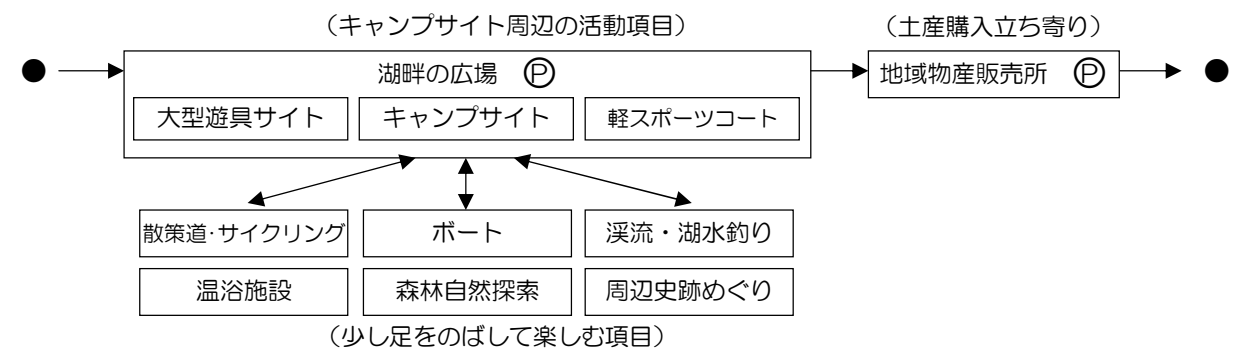 （キャンプサイト周辺の活動項目） （土産購入立ち寄り）
湖畔の広場 Ⓟ 地域物産販売所 Ⓟ
大型遊具サイト キャンプサイト 軽スポーツコート
散策道･サイクリング ボート 渓流・湖水釣り
温浴施設 森林自然探索 周辺史跡めぐり
（少し足をのばして楽しむ項目）